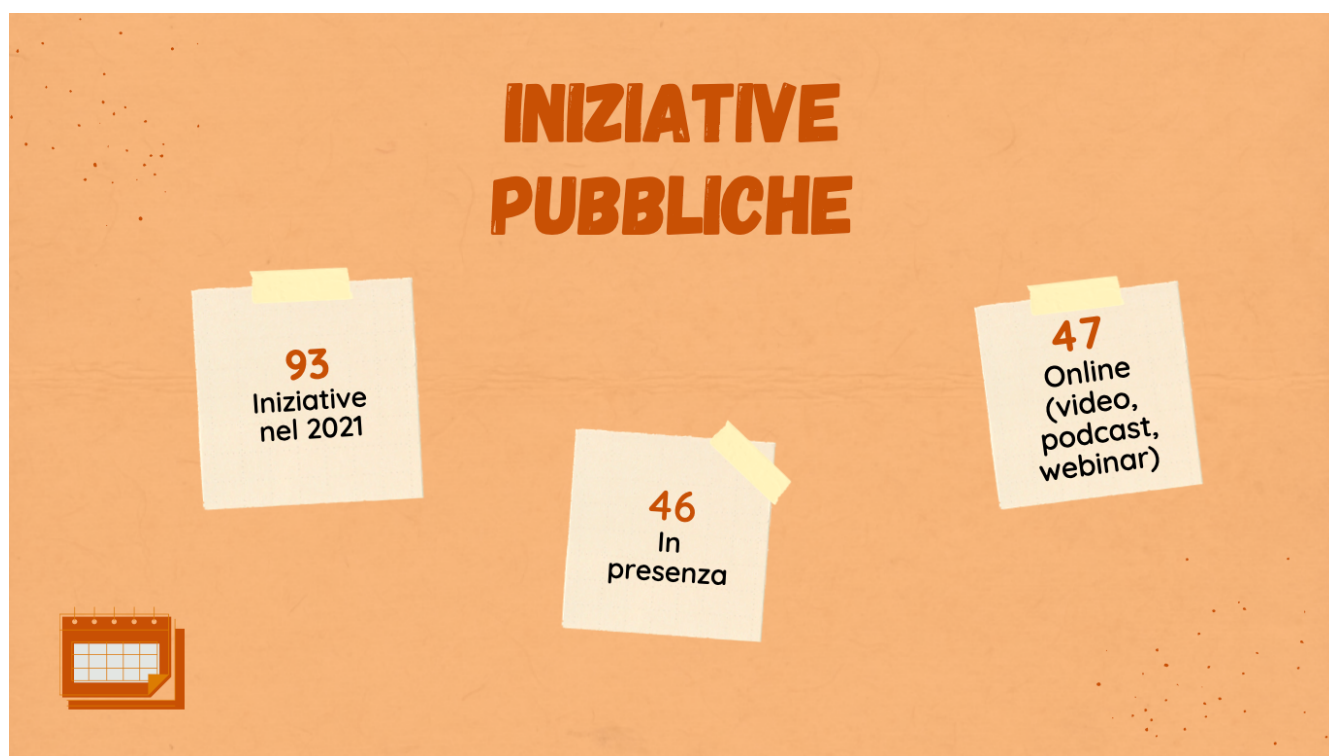 INIZIATIVE
PUBBLICHE
93
Iniziative
nel 2021
46
In
presenza
47
Online
(video,
podcast,
webinar)